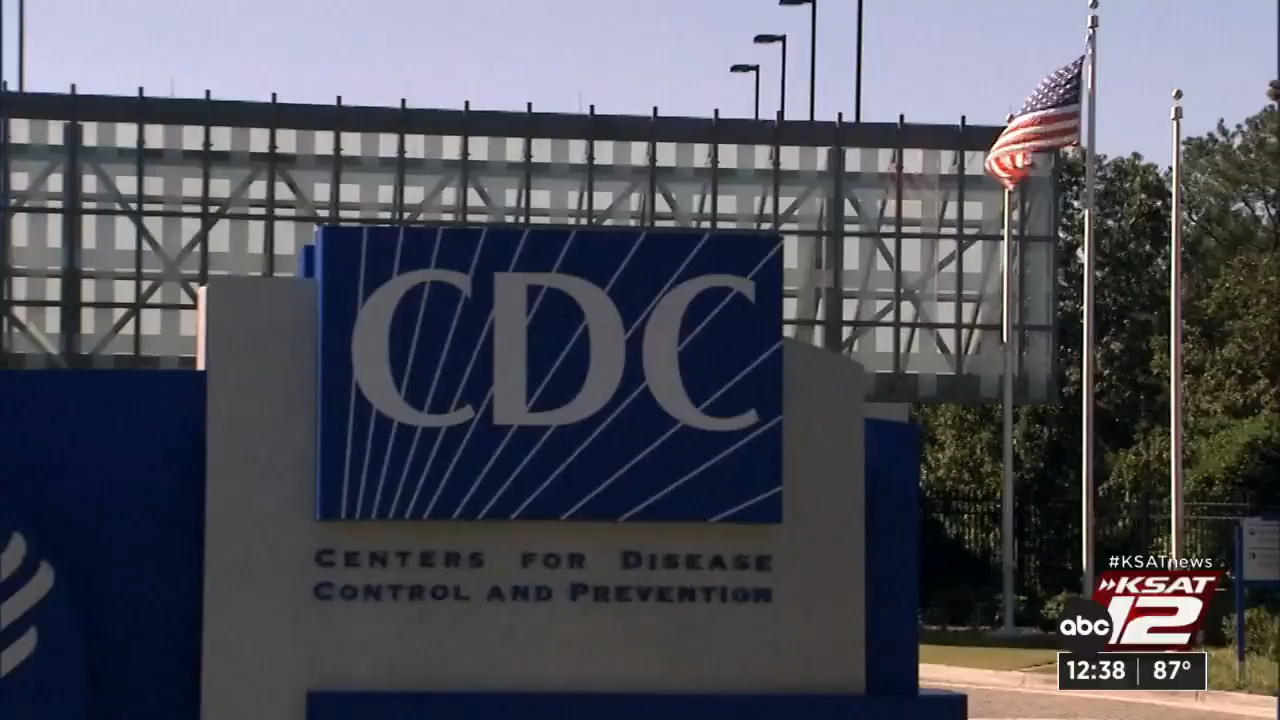 CDC
CENTERS FOR DISEASE
CONTROL AND PREVENTION
#KSATnews
KSAT
abc 12
12:38 87°